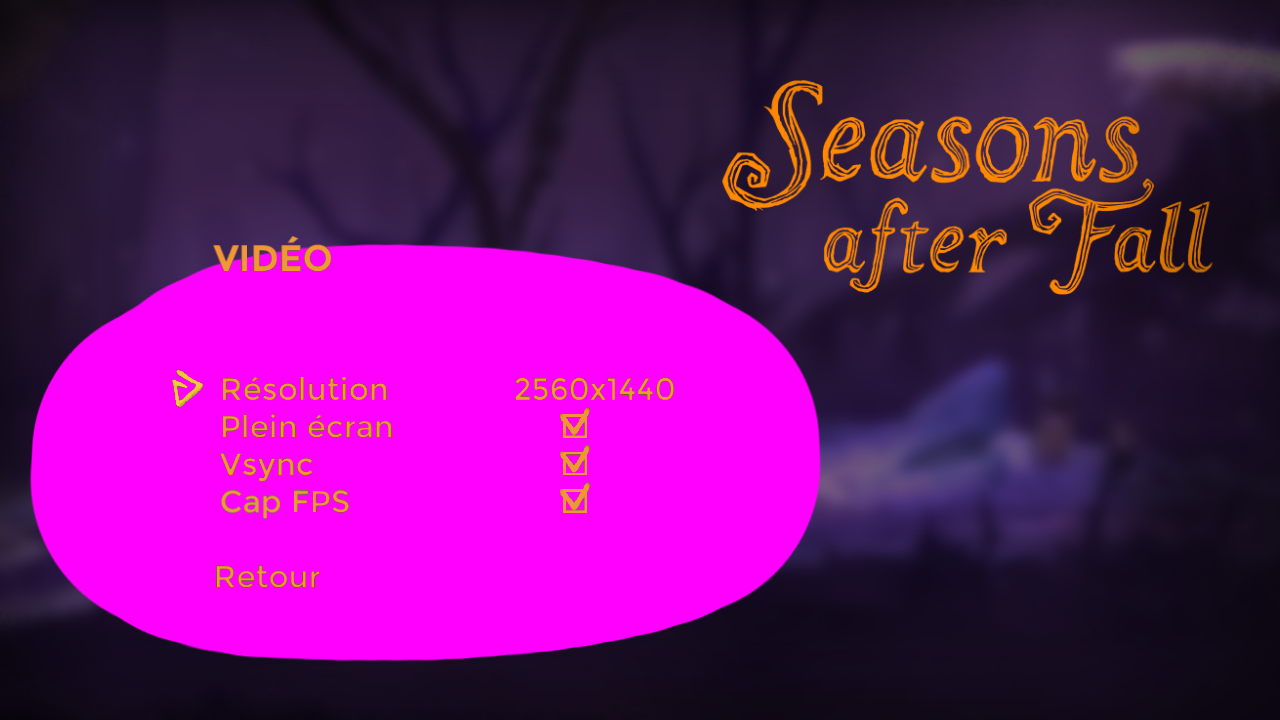 Seasons
after Fall
VIDÉO
Résolution 2560x1440
Plein écran
Vsync
Cap FPS
Retour